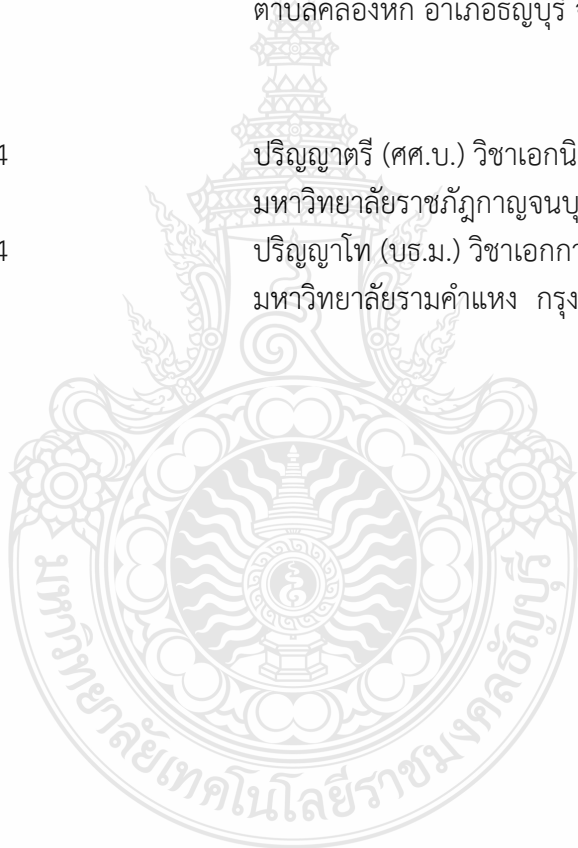 ตำบลคลองหก อำเภอธัญบุรี
4 ปริญญาตรี (ศศ.บ.) วิชาเอกนิ
มหาวิทยาลัยราชภัฏกาญจนบุ
4 ปริญญาโท (บธ.ม.) วิชาเอกกา
มหาวิทยาลัยรามคำแหง กรุง
มหาวิทยาลัยเทคโนโลยีราชมงคลธัญบุรี